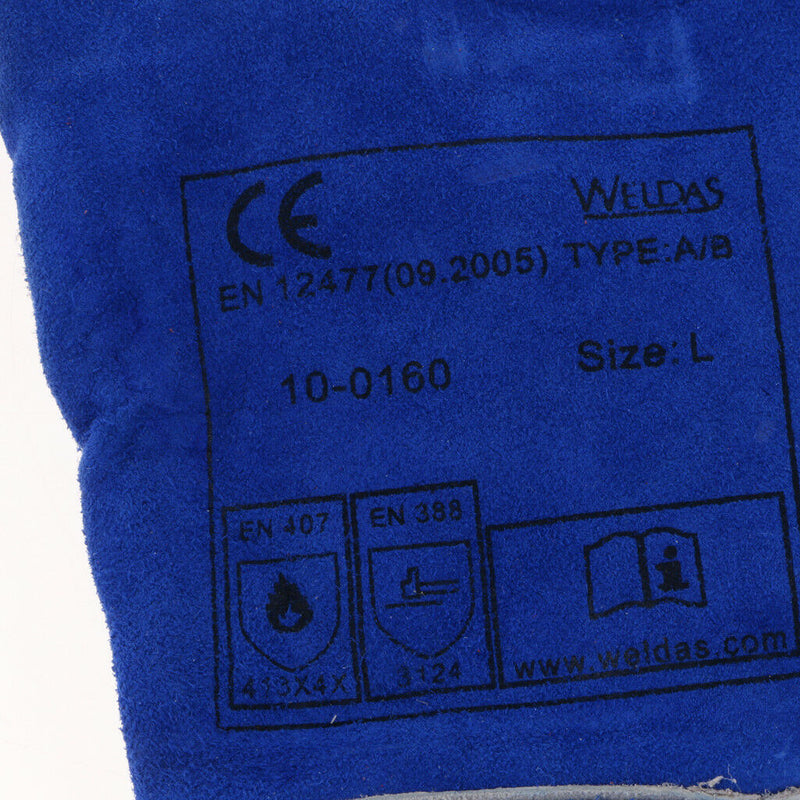 CE WELDAS
EN 12477(09.2005) TYPE:A/B
10-0160 Size: L
EN 407 EN 388
i
413X4X 3124 www.weldas.com